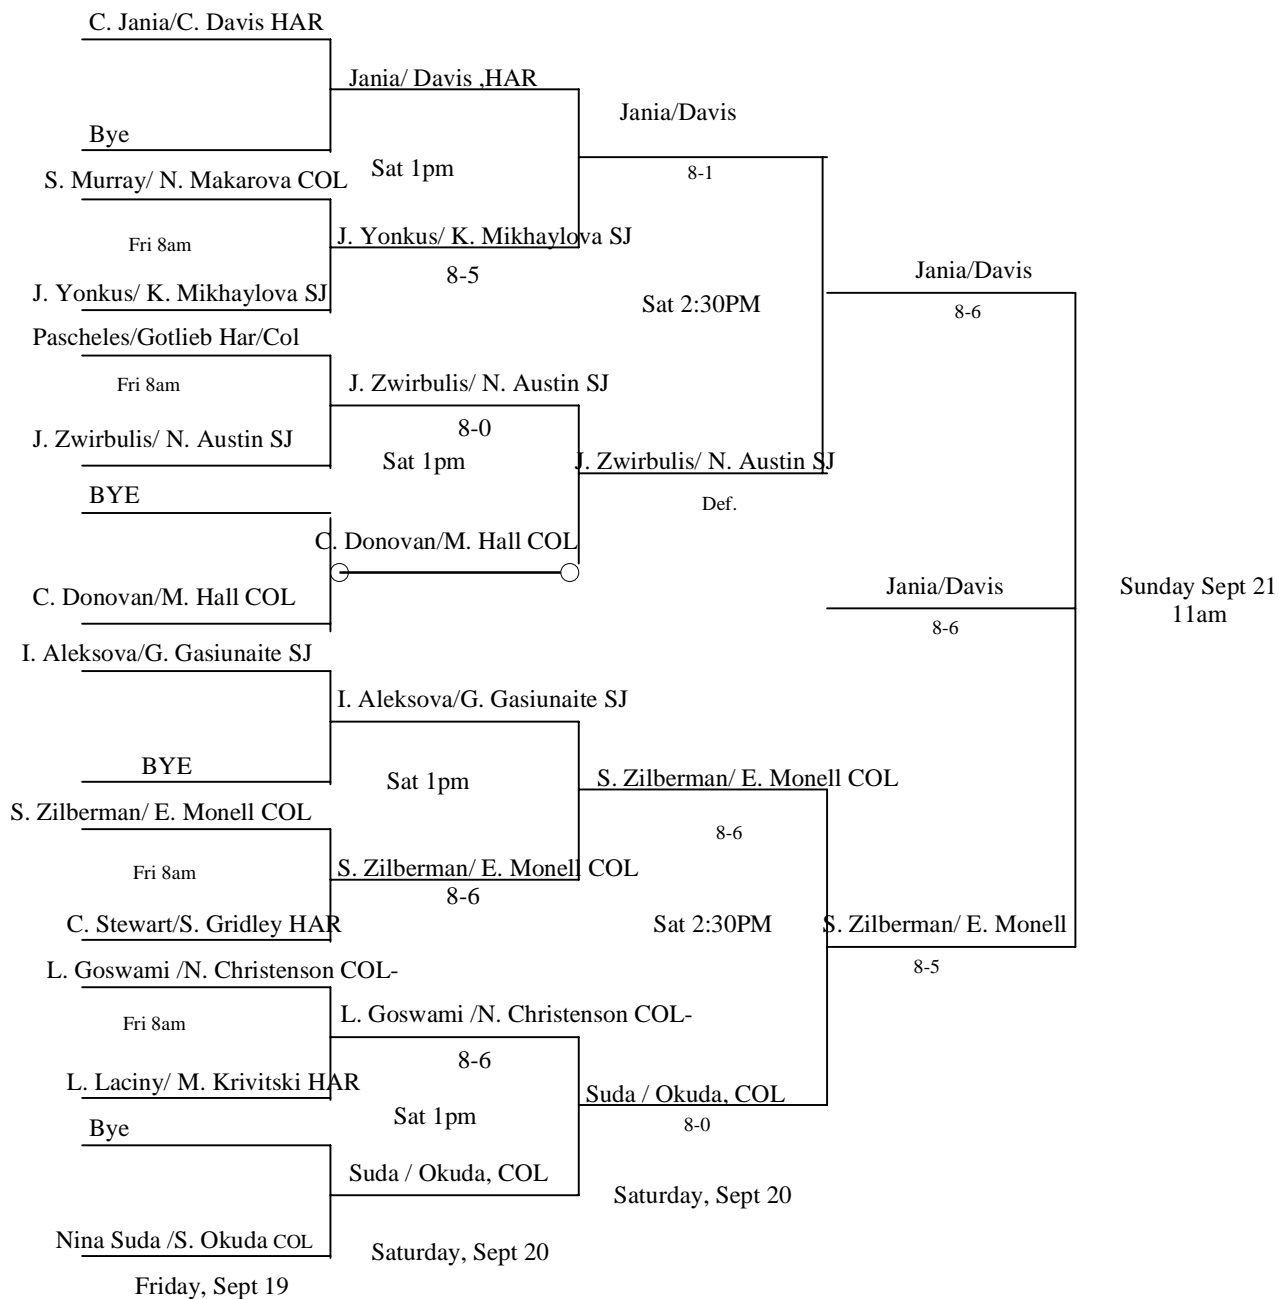 C. Jania/C. Davis HAR
Jania/ Davis ,HAR
Jania/Davis
Bye
Sat 1pm
8-1
S. Murray/ N. Makarova COL
Fri 8am
J. Yonkus/ K. Mikhaylova SJ
8-5
Jania/Davis
J. Yonkus/ K. Mikhaylova SJ
Sat 2:30PM
8-6
Pascheles/Gotlieb Har/Col
Fri 8am
J. Zwirbulis/ N. Austin SJ
8-0
J. Zwirbulis/ N. Austin SJ
Sat 1pm
J. Zwirbulis/ N. Austin SJ
BYE
Def.
C. Donovan/M. Hall COL
C. Donovan/M. Hall COL
Jania/Davis
Sunday Sept 21
11am
8-6
I. Aleksova/G. Gasiunaite SJ
I. Aleksova/G. Gasiunaite SJ
BYE
Sat 1pm
S. Zilberman/ E. Monell COL
S. Zilberman/ E. Monell COL
8-6
Fri 8am
S. Zilberman/ E. Monell COL
8-6
C. Stewart/S. Gridley HAR
Sat 2:30PM
S. Zilberman/ E. Monell
L. Goswami /N. Christenson COL-
8-5
Fri 8am
L. Goswami /N. Christenson COL-
8-6
L. Laciny/ M. Krivitski HAR
Suda / Okuda, COL
Sat 1pm
Bye
8-0
Suda / Okuda, COL
Saturday, Sept 20
Nina Suda /S. Okuda COL
Saturday, Sept 20
Friday, Sept 19